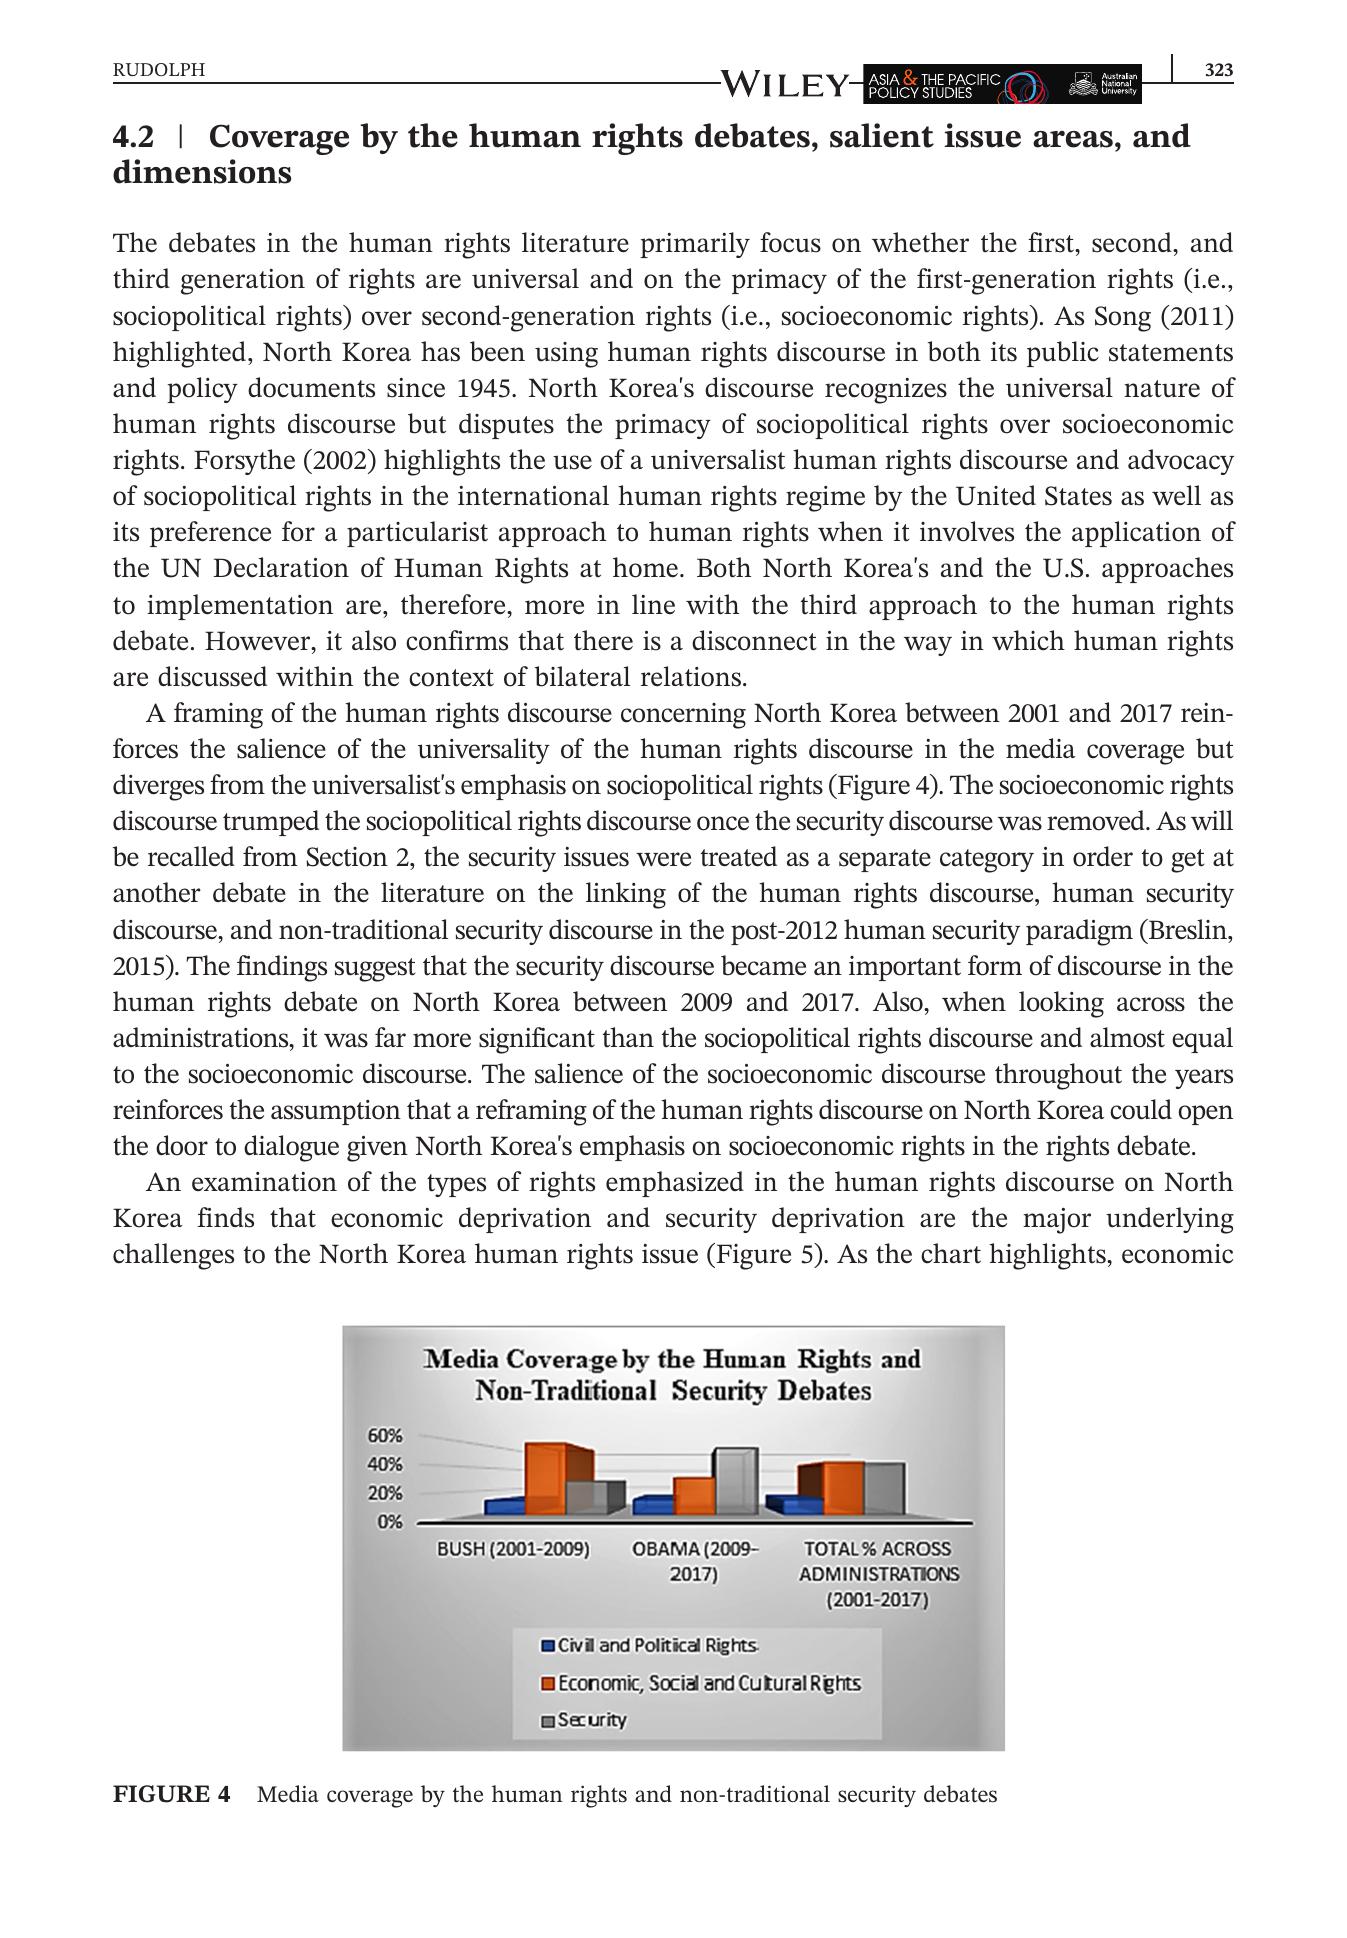 RUDOLPH
WILEY
ASIA & THE PACIFIC
POLICY STUDIES
Australian
National
University
323
4.2 | Coverage by the human rights debates, salient issue areas, and
dimensions
The debates in the human rights literature primarily focus on whether the first, second, and
third generation of rights are universal and on the primacy of the first-generation rights (i.e.,
sociopolitical rights) over second-generation rights (i.e., socioeconomic rights). As Song (2011)
highlighted, North Korea has been using human rights discourse in both its public statements
and policy documents since 1945. North Korea's discourse recognizes the universal nature of
human rights discourse but disputes the primacy of sociopolitical rights over socioeconomic
rights. Forsythe (2002) highlights the use of a universalist human rights discourse and advocacy
of sociopolitical rights in the international human rights regime by the United States as well as
its preference for a particularist approach to human rights when it involves the application of
the UN Declaration of Human Rights at home. Both North Korea's and the U.S. approaches
to implementation are, therefore, more in line with the third approach to the human rights
debate. However, it also confirms that there is a disconnect in the way in which human rights
are discussed within the context of bilateral relations.
A framing of the human rights discourse concerning North Korea between 2001 and 2017 rein-
forces the salience of the universality of the human rights discourse in the media coverage but
diverges from the universalist's emphasis on sociopolitical rights (Figure 4). The socioeconomic rights
discourse trumped the sociopolitical rights discourse once the security discourse was removed. As will
be recalled from Section 2, the security issues were treated as a separate category in order to get at
another debate in the literature on the linking of the human rights discourse, human security
discourse, and non-traditional security discourse in the post-2012 human security paradigm (Breslin,
2015). The findings suggest that the security discourse became an important form of discourse in the
human rights debate on North Korea between 2009 and 2017. Also, when looking across the
administrations, it was far more significant than the sociopolitical rights discourse and almost equal
to the socioeconomic discourse. The salience of the socioeconomic discourse throughout the years
reinforces the assumption that a reframing of the human rights discourse on North Korea could open
the door to dialogue given North Korea's emphasis on socioeconomic rights in the rights debate.
An examination of the types of rights emphasized in the human rights discourse on North
Korea finds that economic deprivation and security deprivation are the major underlying
challenges to the North Korea human rights issue (Figure 5). As the chart highlights, economic
Media Coverage by the Human Rights and
Non-Traditional Security Debates
60%
40%
20%
0%
BUSH (2001-2009)
OBAMA (2009-
2017)
TOTAL % ACROSS
ADMINISTRATIONS
(2001-2017)
Civil and Political Rights
Economic, Social and Cultural Rights
Security
FIGURE 4 Media coverage by the human rights and non-traditional security debates